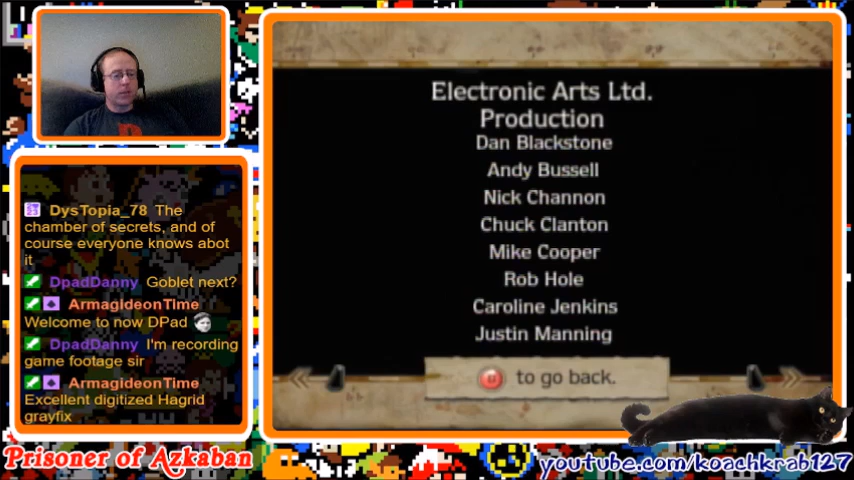 DysTopia_78 The
chamber of secrets, and of
course everyone knows abot
it
DpadDanny Goblet next?
ArmagideonTime
Welcome to now DPad
DpadDanny I'm recording
game footage sir
ArmagideonTime
Excellent digitized Hagrid
grayfix
Electronic Arts Ltd.
Production
Dan Blackstone
Andy Bussell
Nick Channon
Chuck Clanton
Mike Cooper
Rob Hole
Caroline Jenkins
Justin Manning
to go back.
Prisoner of Azkaban
youtube.com/koachkrab127